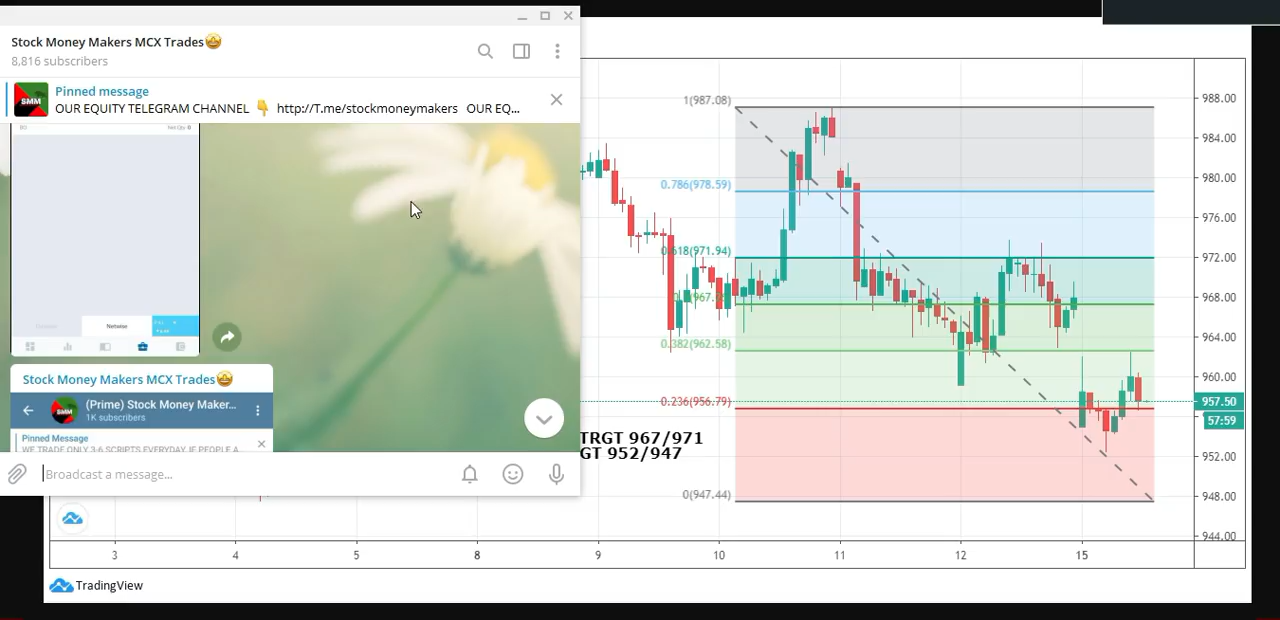 Stock Money Makers MCX Trades🤩
8,816 subscribers
Pinned message
SMM
OUR EQUITY TELEGRAM CHANNEL 👇 http://T.me/stockmoneymakers OUR EQ...
Netwise
Stock Money Makers MCX Trades🤩
SMM
(Prime) Stock Money Maker...
1K subscribers
Pinned Message
WE TRADE ONLY 3-6 SCRIPTS EVERYDAY IF PEOPLE A...
Broadcast a message...
1(987.08)
0.786(978.59)
0.618(971.94)
0.382(962.58)
0.236(956.79)
0(947.44)
TRGT 967/971
GT 952/947
988.00
984.00
980.00
976.00
972.00
968.00
964.00
960.00
957.50
57:59
952.00
948.00
944.00
3 4 5 8 9 10 11 12 15
TradingView